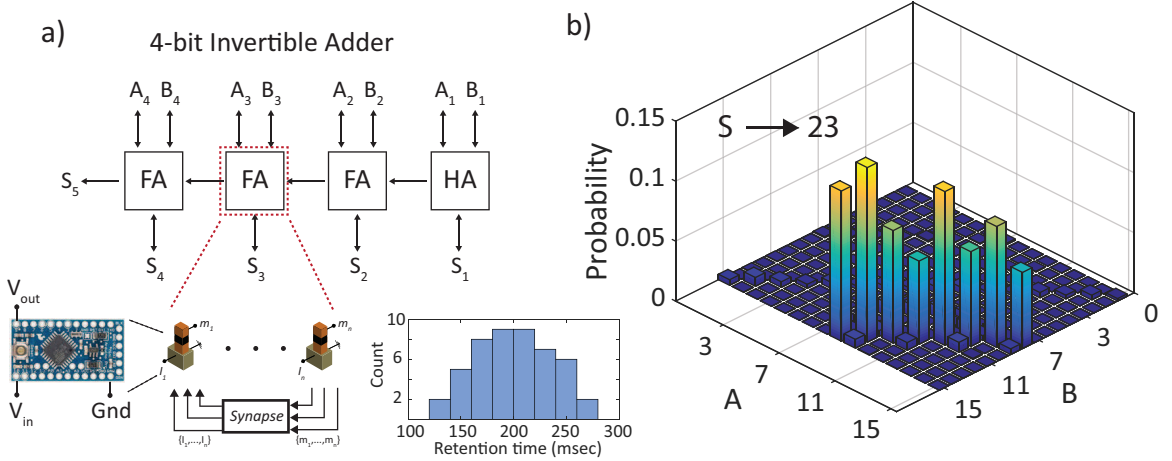 a)
4-bit Invertible Adder
A4 B4 A3 B3 A2 B2 A1 B1
S5 FA FA FA HA
S4 S3 S2 S1
Vout
Vin Gnd
m1 mn
I1 In
Synapse
{I1,...,In} {m1,...,mn}
10
6
2
Count
100 150 200 250 300
Retention time (msec)
b)
S 23
0.15
0.1
0.05
0
Probability
3
7
11
15
A
15
11
7
3
0
B